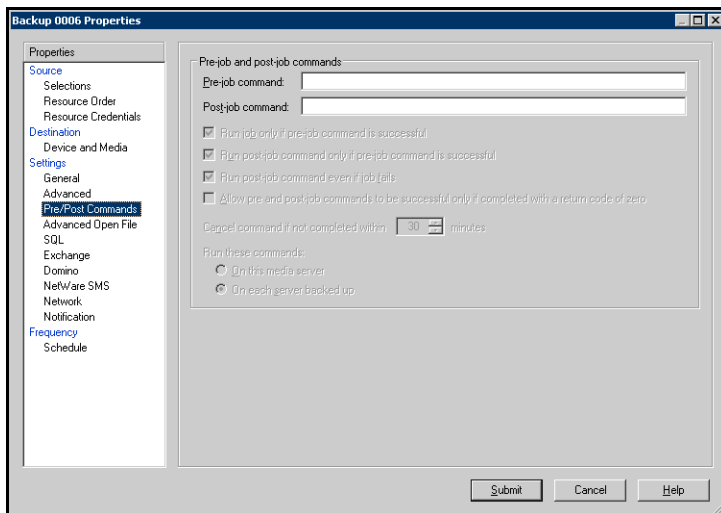 Backup 0006 Properties
Properties
Source
Selections
Resource Order
Resource Credentials
Destination
Device and Media
Settings
General
Advanced
Pre/Post Commands
Advanced Open File
SQL
Exchange
Domino
NetWare SMS
Network
Notification
Frequency
Schedule
Pre-job and post-job commands
Pre-job command:
Post-job command:
Run job only if pre-job command is successful
Run post-job command only if pre-job command is successful
Run post-job command even if job fails
Allow pre and post-job commands to be successful only if completed with a return code of zero
Cancel command if not completed within 30 minutes
Run these commands:
On this media server
On each server backed up
Submit Cancel Help